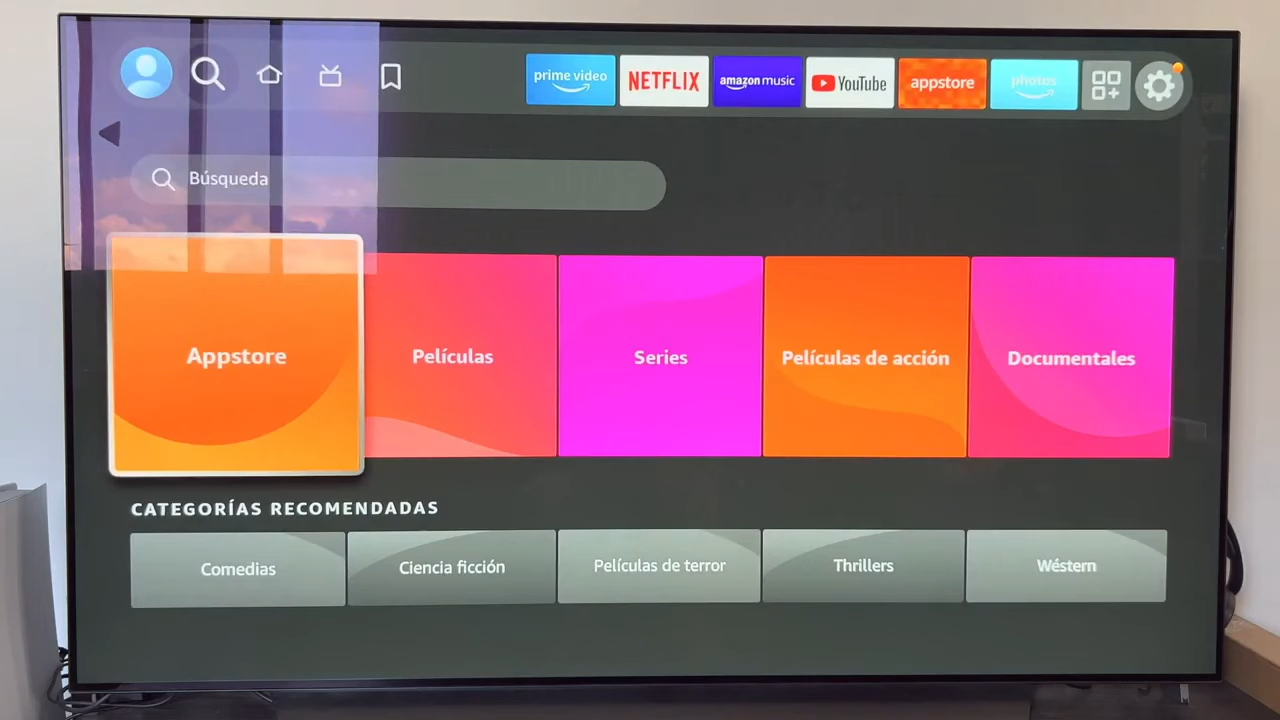 prime video
NETFLIX
amazon music
YouTube
appstore
photos
Búsqueda
Appstore
Películas
Series
Películas de acción
Documentales
CATEGORÍAS RECOMENDADAS
Comedias
Ciencia ficción
Películas de terror
Thrillers
Wéstern